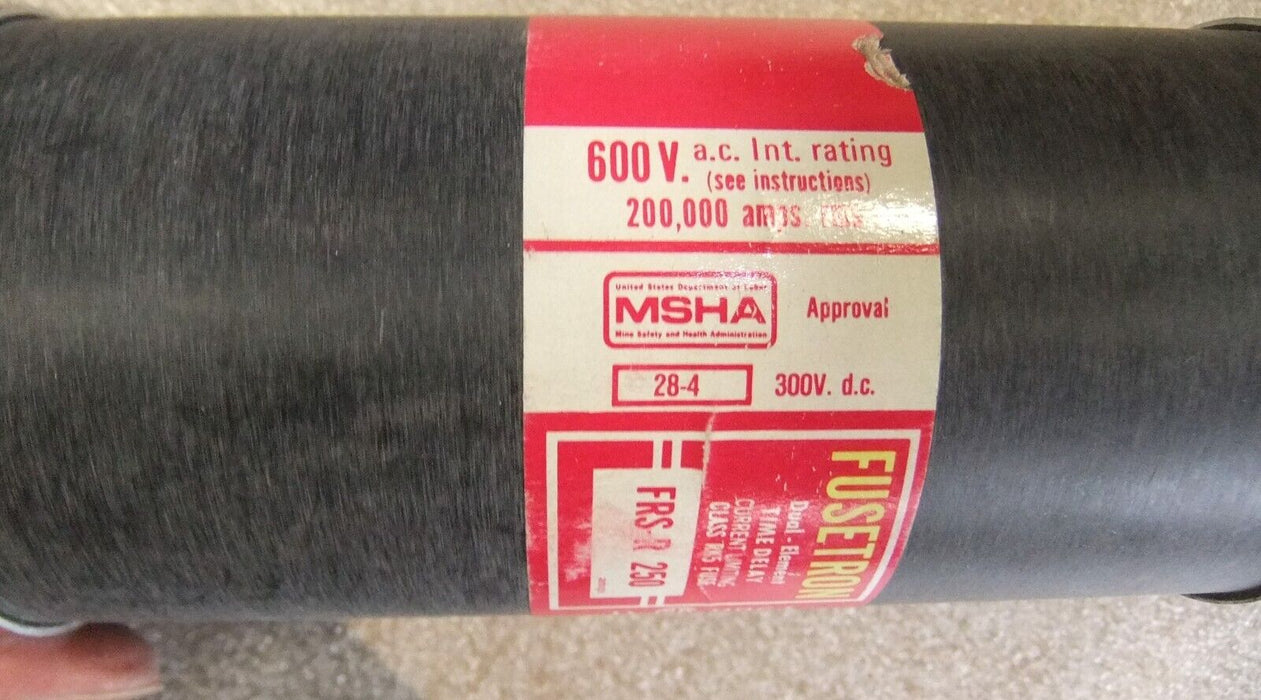 600 V. a.c. Int. rating
(see instructions)
200,000 amps rms
United States Department of Labor
MSHA
Mine Safety and Health Administration
Approval
28-4 300V. d.c.
FUSETRON
Dual - Element
TIME DELAY
CURRENT LIMITING
CLASS RK5 FUSE
FRS-R 250